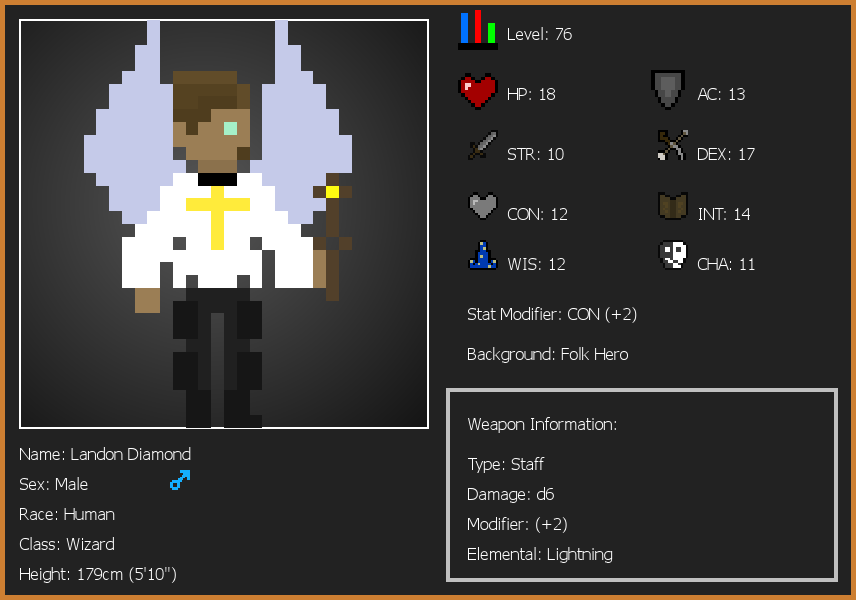 Level: 76
HP: 18
AC: 13
STR: 10
DEX: 17
CON: 12
INT: 14
WIS: 12
CHA: 11
Stat Modifier: CON (+2)
Background: Folk Hero
Weapon Information:
Type: Staff
Damage: d6
Modifier: (+2)
Elemental: Lightning
Name: Landon Diamond
Sex: Male
Race: Human
Class: Wizard
Height: 179cm (5'10")